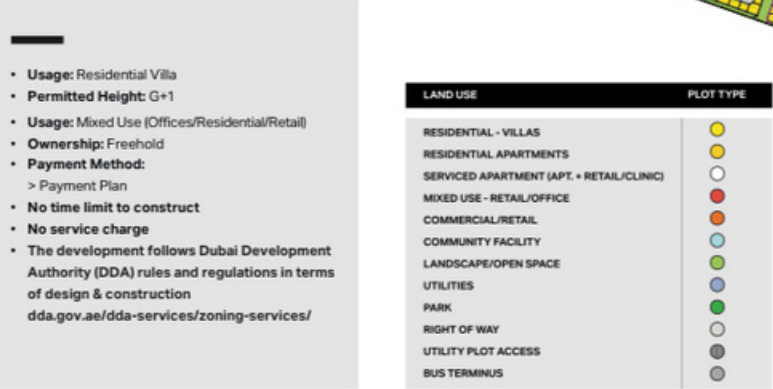 • Usage: Residential Villa
• Permitted Height: G+1
• Usage: Mixed Use (Offices/Residential/Retail)
• Ownership: Freehold
• Payment Method:
> Payment Plan
• No time limit to construct
• No service charge
• The development follows Dubai Development
Authority (DDA) rules and regulations in terms
of design & construction
dda.gov.ae/dda-services/zoning-services/
LAND USE PLOT TYPE
RESIDENTIAL - VILLAS
RESIDENTIAL APARTMENTS
SERVICED APARTMENT (APT. + RETAIL/CLINIC)
MIXED USE - RETAIL/OFFICE
COMMERCIAL/RETAIL
COMMUNITY FACILITY
LANDSCAPE/OPEN SPACE
UTILITIES
PARK
RIGHT OF WAY
UTILITY PLOT ACCESS
BUS TERMINUS